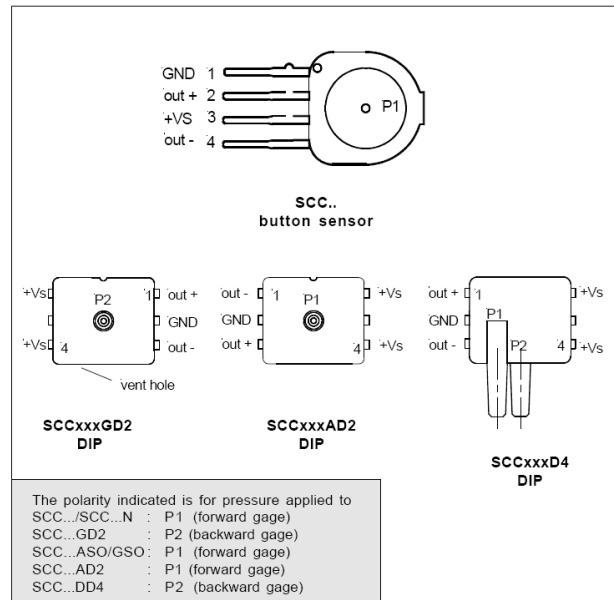 GND 1
out + 2
P1
+VS 3
out - 4
SCC..
button sensor
+Vs P2 1 out +
GND
+Vs 4 out -
vent hole
SCCxxxGD2
DIP
out - 1 P1 +Vs
GND
out + 4 +Vs
SCCxxxAD2
DIP
out + 1 +Vs
GND P1
out - P2 4 +Vs
SCCxxxD4
DIP
The polarity indicated is for pressure applied to
SCC.../SCC...N : P1 (forward gage)
SCC...GD2 : P2 (backward gage)
SCC...ASO/GSO: P1 (forward gage)
SCC...AD2 : P1 (forward gage)
SCC...DD4 : P2 (backward gage)